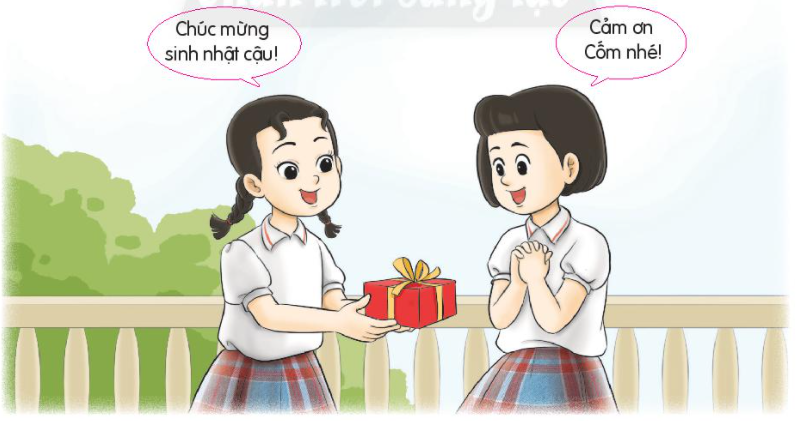 Chúc mừng
sinh nhật cậu!
Cảm ơn
Cốm nhé!